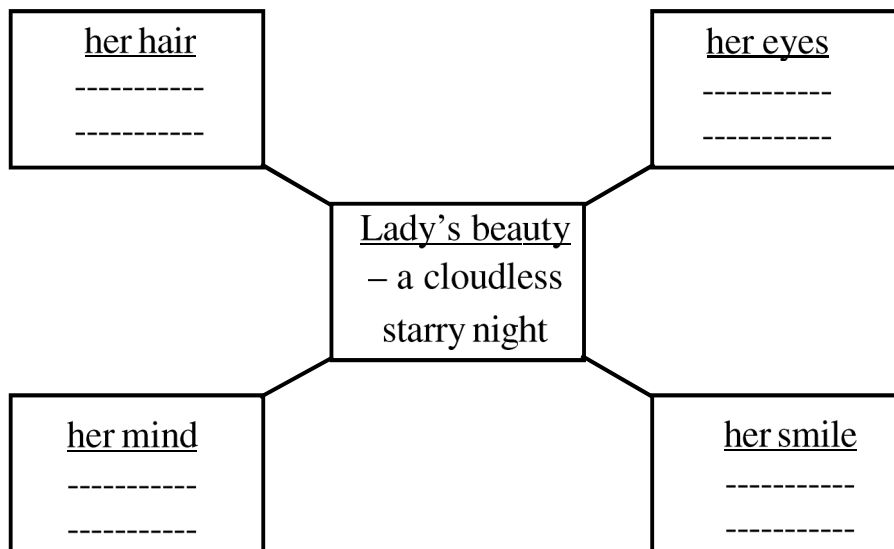 her hair
-----------
-----------
her eyes
-----------
-----------
Lady’s beauty
– a cloudless
starry night
her mind
-----------
-----------
her smile
-----------
-----------